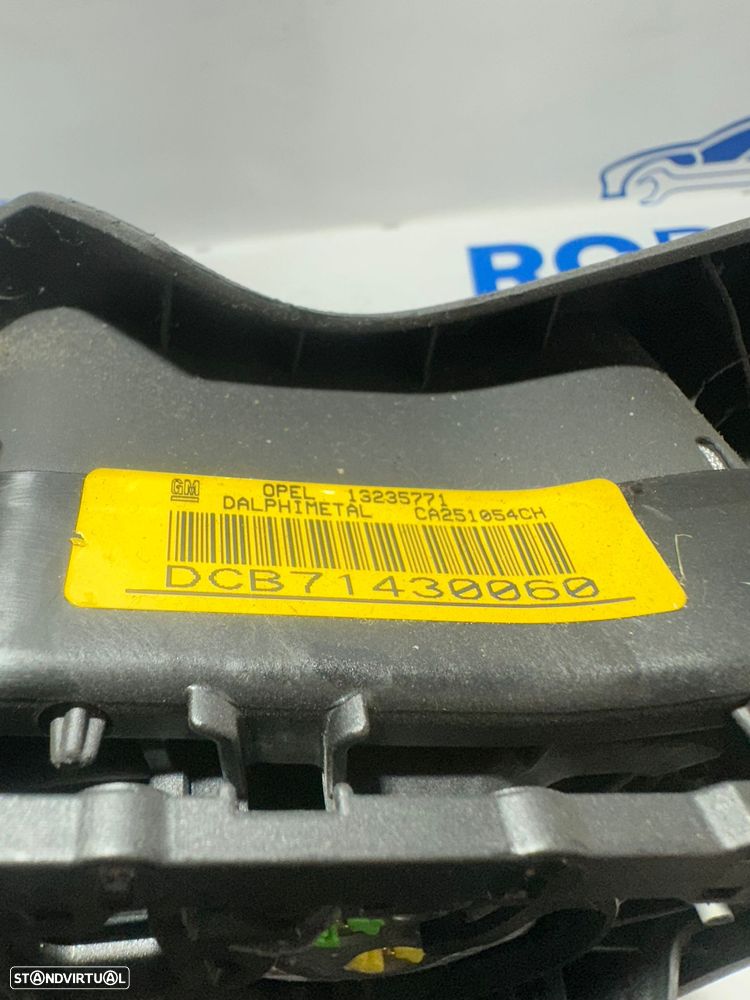 GM OPEL 13235771
DALPHIMETAL CA251054CH
DCB71430060
STANDVIRTUAL